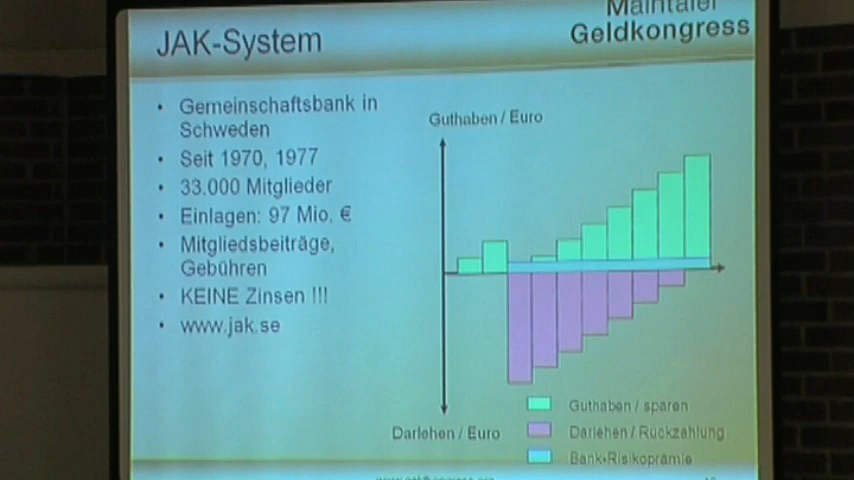 JAK-System
Maintaler
Geldkongress
• Gemeinschaftsbank in
Schweden
• Seit 1970, 1977
• 33.000 Mitglieder
• Einlagen: 97 Mio. €
• Mitgliedsbeiträge,
Gebühren
• KEINE Zinsen !!!
• www.jak.se
Guthaben / Euro
Darlehen / Euro
Guthaben / sparen
Darlehen / Rückzahlung
Bank-Risikoprämie